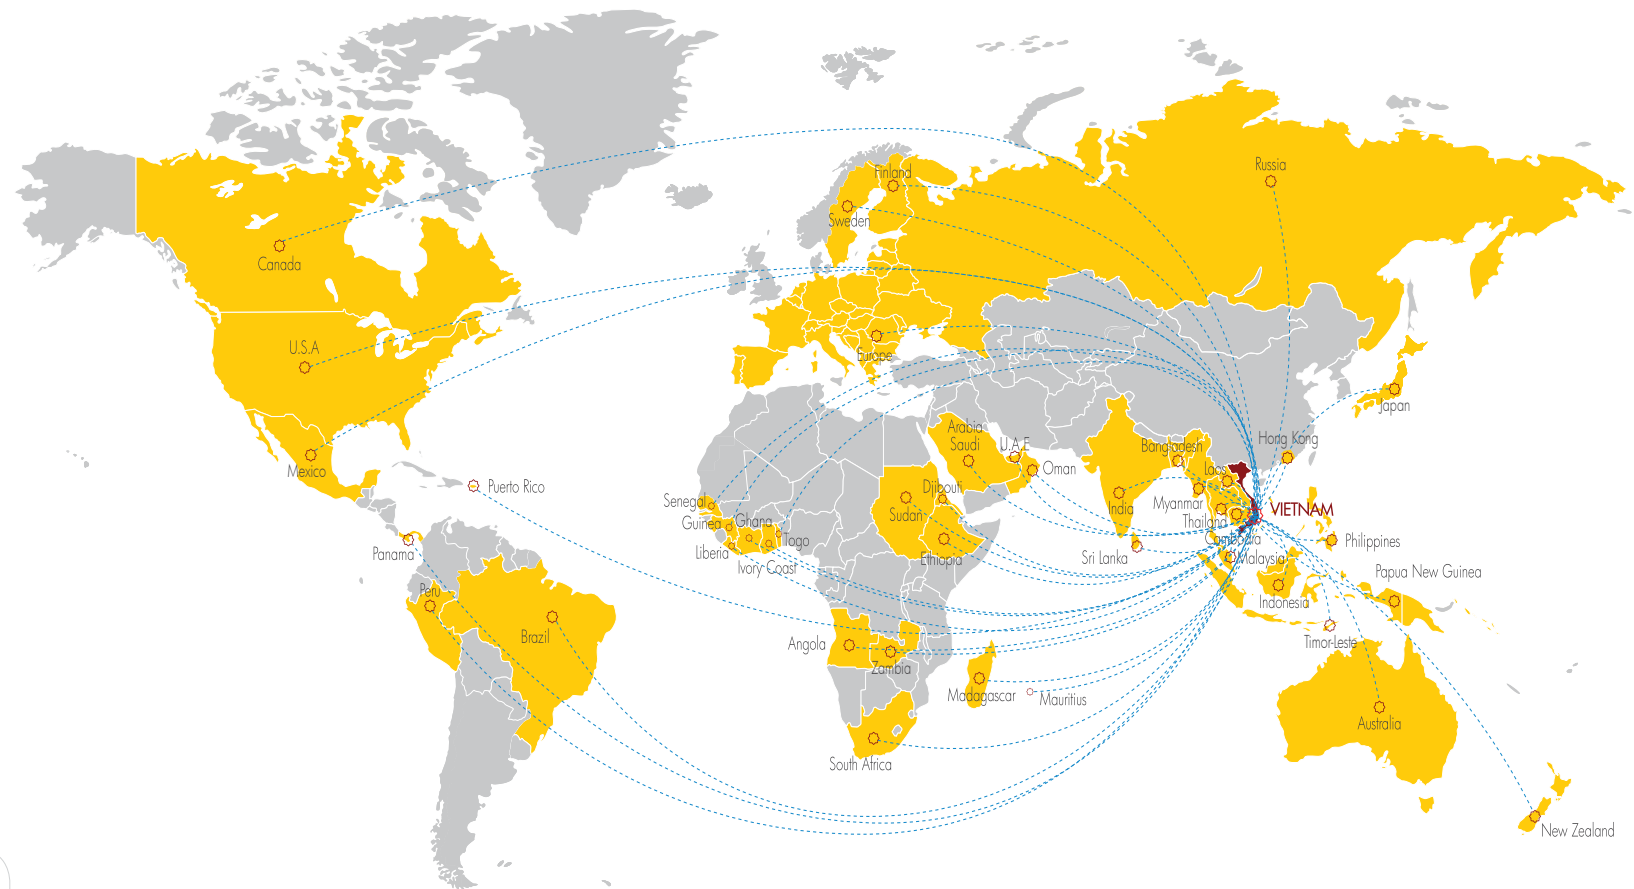 Russia
Finland
Sweden
Canada
U.S.A
Europe
Japan
Mexico
Puerto Rico
Arabia
Saudi
U.A.E
Oman
Bangladesh
Hong Kong
Laos
Senegal
Djibouti
Sudan
India
Myanmar
VIETNAM
Guinea
Ghana
Thailand
Togo
Cambodia
Philippines
Panama
Liberia
Ivory Coast
Ethiopia
Sri Lanka
Malaysia
Papua New Guinea
Peru
Indonesia
Brazil
Angola
Timor-Leste
Zambia
Madagascar
Mauritius
Australia
South Africa
New Zealand